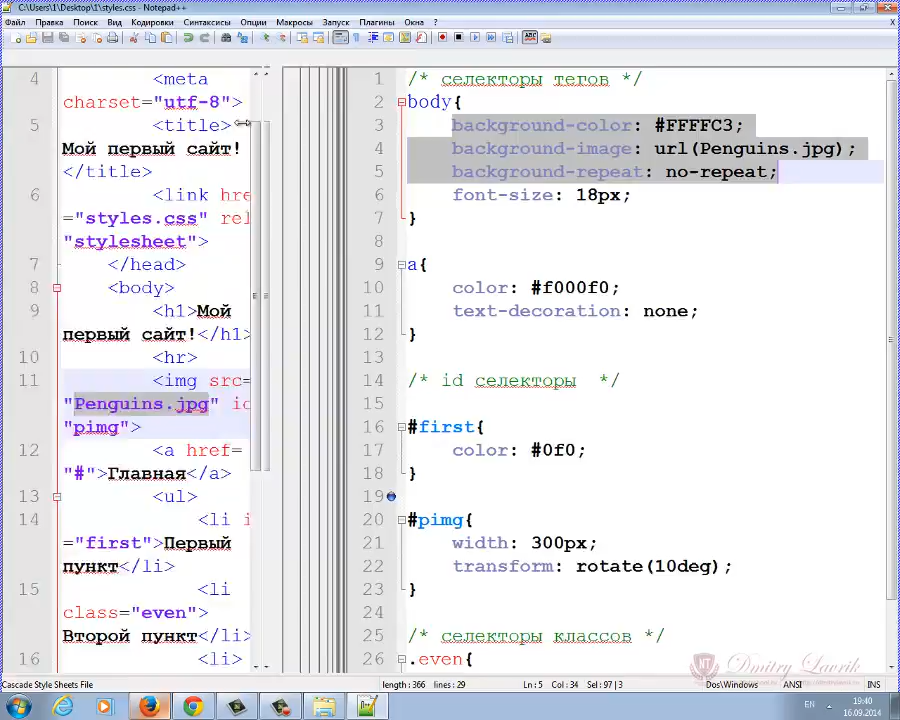 C:\Users\1\Desktop\1\styles.css - Notepad++
Файл Правка Поиск Вид Кодировки Синтаксисы Опции Макросы Запуск Плагины Окна ?
X
ABC
4 <meta
charset="utf-8">
5 <title>
Мой первый сайт!
</title>
6 <link hre
="styles.css" rel
"stylesheet">
7 </head>
8 <body>
9 <h1>Мой
первый сайт!</h1>
10 <hr>
11 <img src=
"Penguins.jpg" id
"pimg">
12 <a href=
"#">Главная</a>
13 <ul>
14 <li i
="first">Первый
пункт</li>
15 <li
class="even">
Второй пункт</li>
16 <li>
1 /* селекторы тегов */
2 body{
3 background-color: #FFFFC3;
4 background-image: url(Penguins.jpg);
5 background-repeat: no-repeat;
6 font-size: 18px;
7 }
8
9 a{
10 color: #f000f0;
11 text-decoration: none;
12 }
13
14 /* id селекторы */
15
16 #first{
17 color: #0f0;
18 }
19
20 #pimg{
21 width: 300px;
22 transform: rotate(10deg);
23 }
24
25 /* селекторы классов */
26 .even{
NT Dmitry Lavrik
Cascade Style Sheets File length : 366 lines : 29 Ln : 5 Col : 34 Sel : 97 | 3 Dos\Windows ANSI INS
EN
19:40
16.09.2014